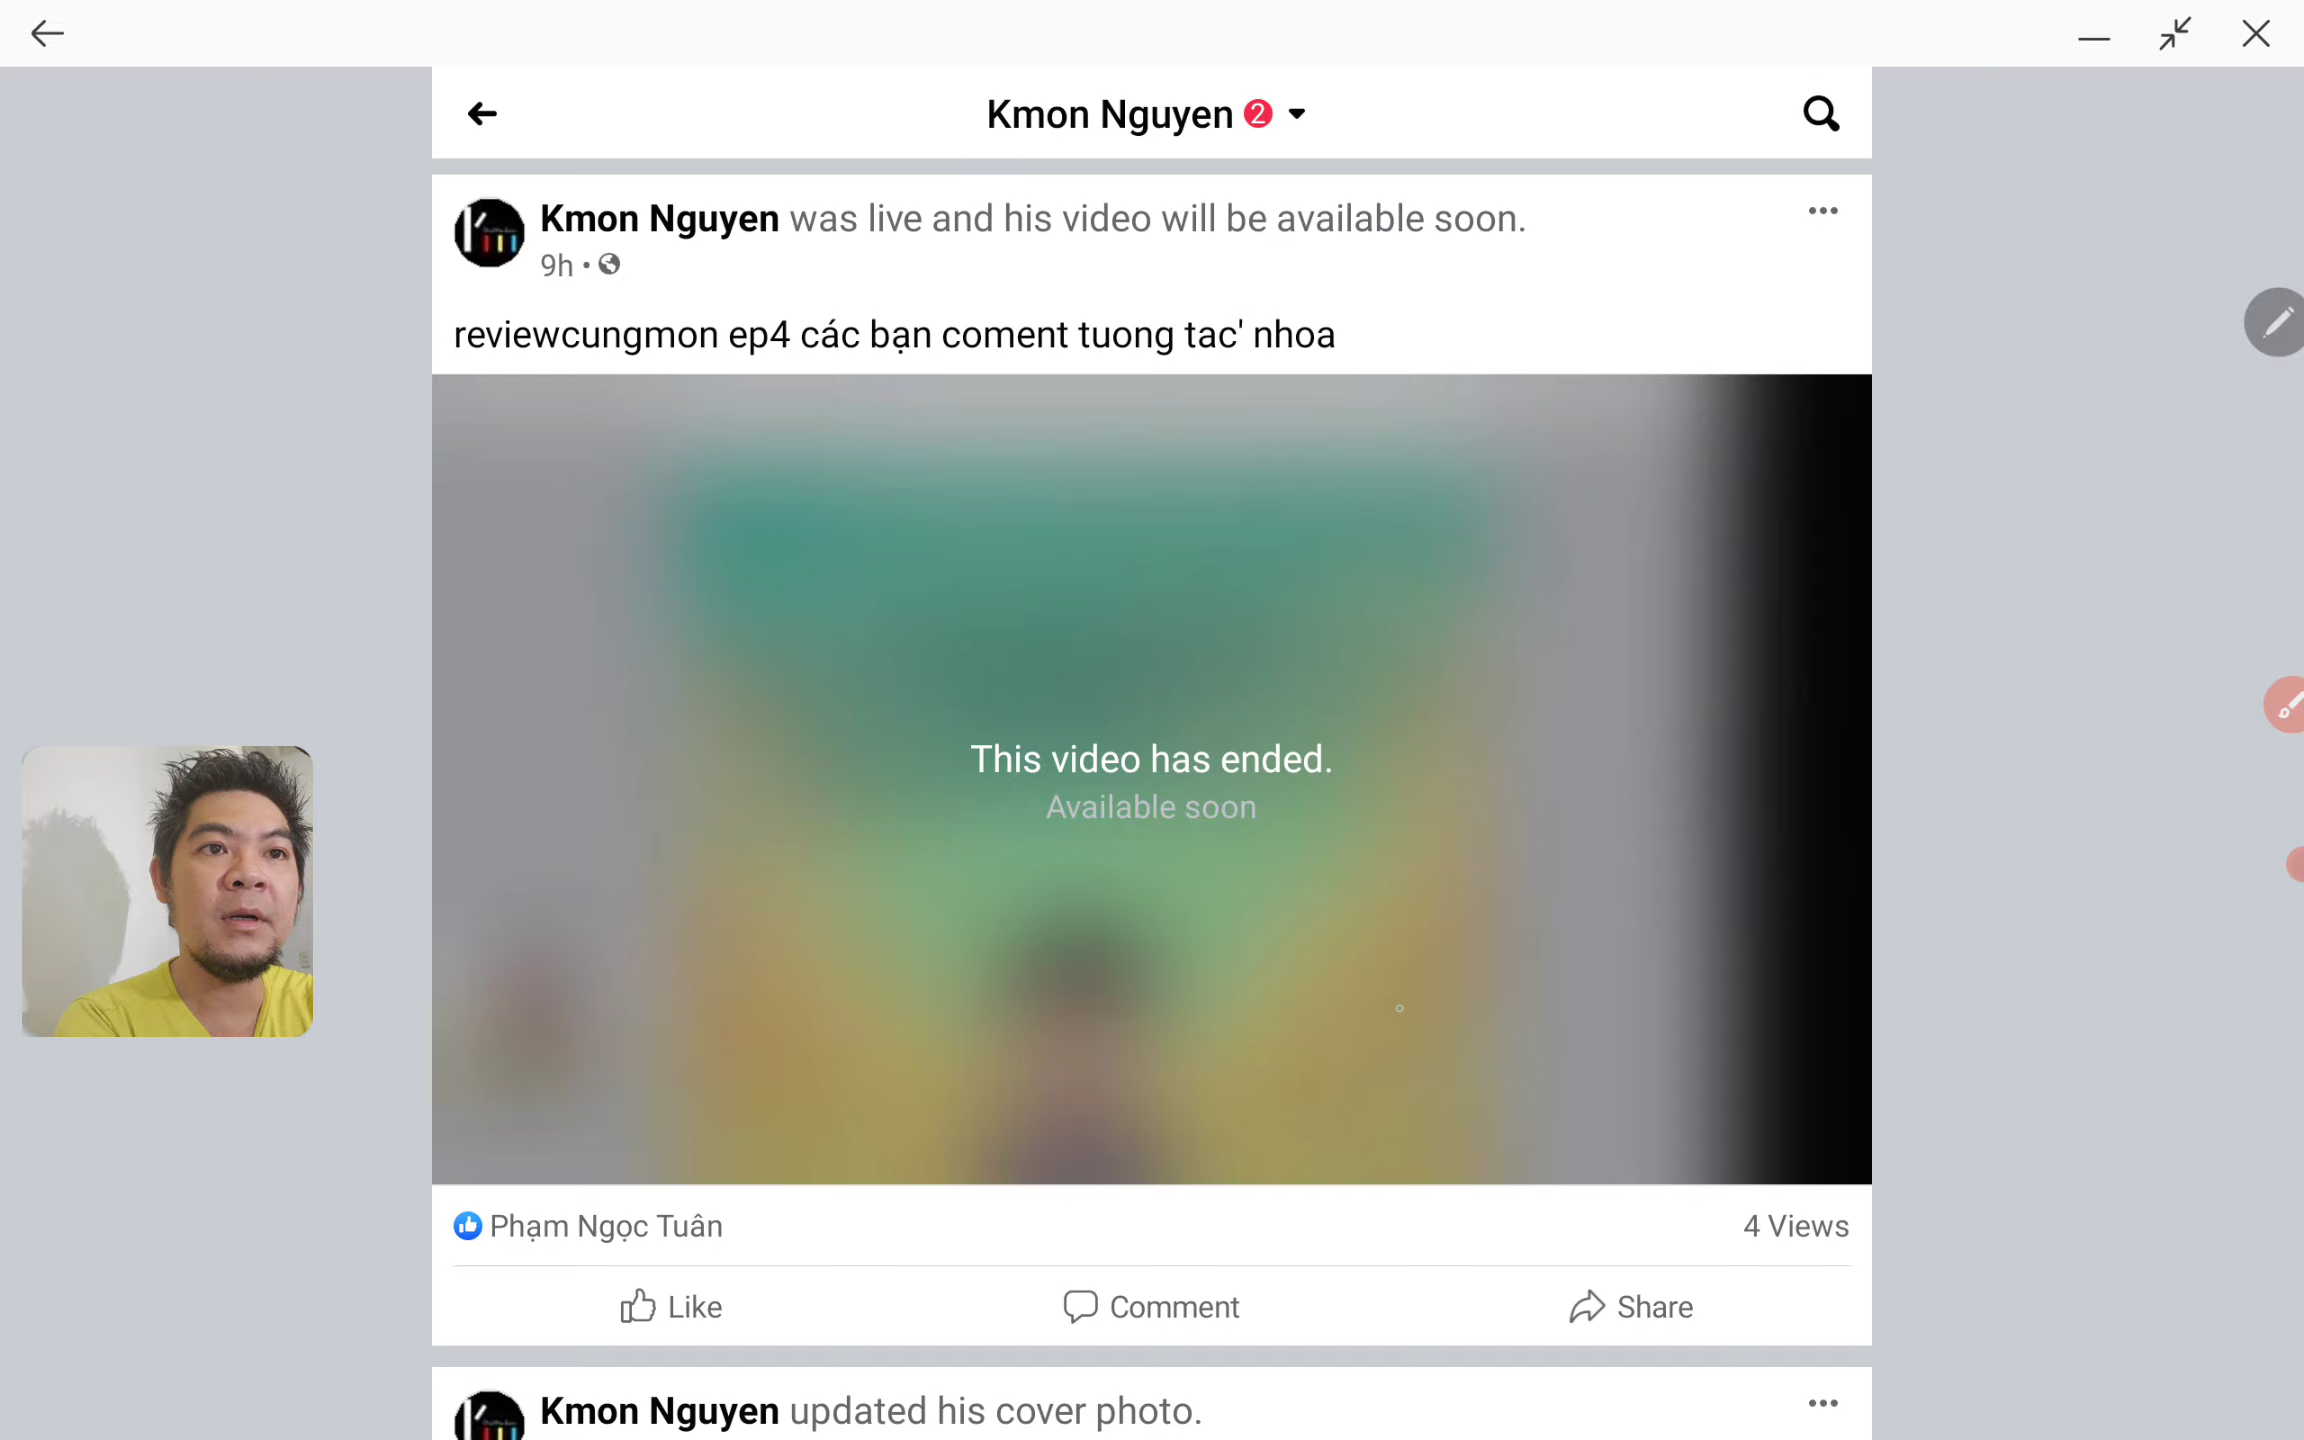 Kmon Nguyen 2
Kmon Nguyen was live and his video will be available soon.
9h •
reviewcungmon ep4 các bạn coment tuong tac' nhoa
This video has ended.
Available soon
Phạm Ngọc Tuân
4 Views
Like
Comment
Share
Kmon Nguyen updated his cover photo.